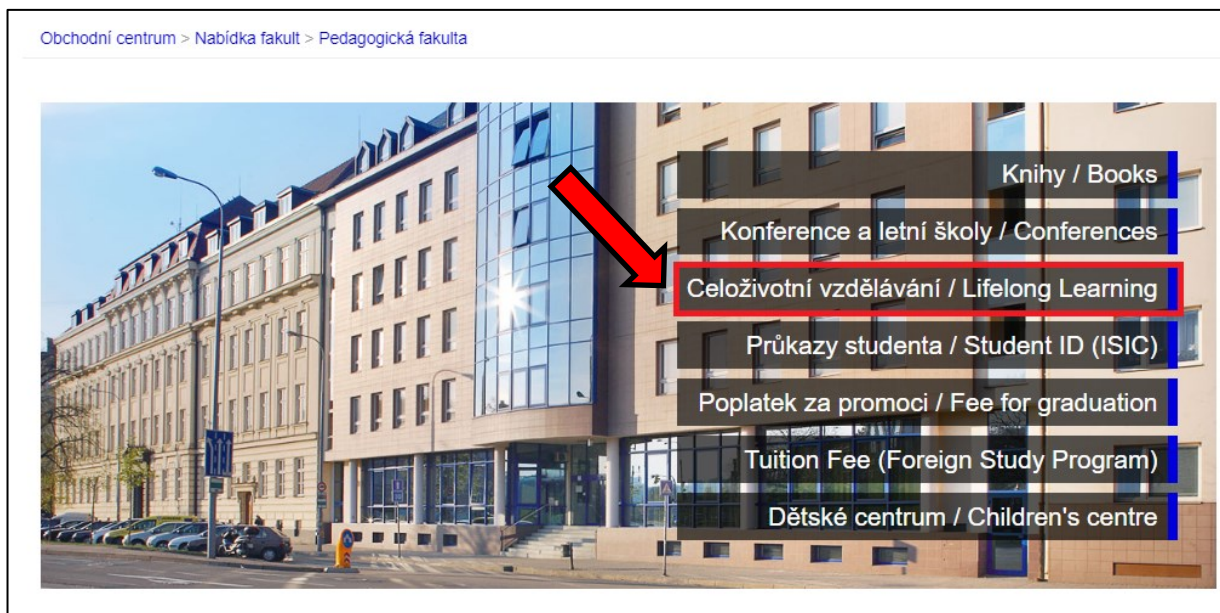 Obchodní centrum > Nabídka fakult > Pedagogická fakulta
Knihy / Books
Konference a letní školy / Conferences
Celoživotní vzdělávání / Lifelong Learning
Průkazy studenta / Student ID (ISIC)
Poplatek za promoci / Fee for graduation
Tuition Fee (Foreign Study Program)
Dětské centrum / Children's centre